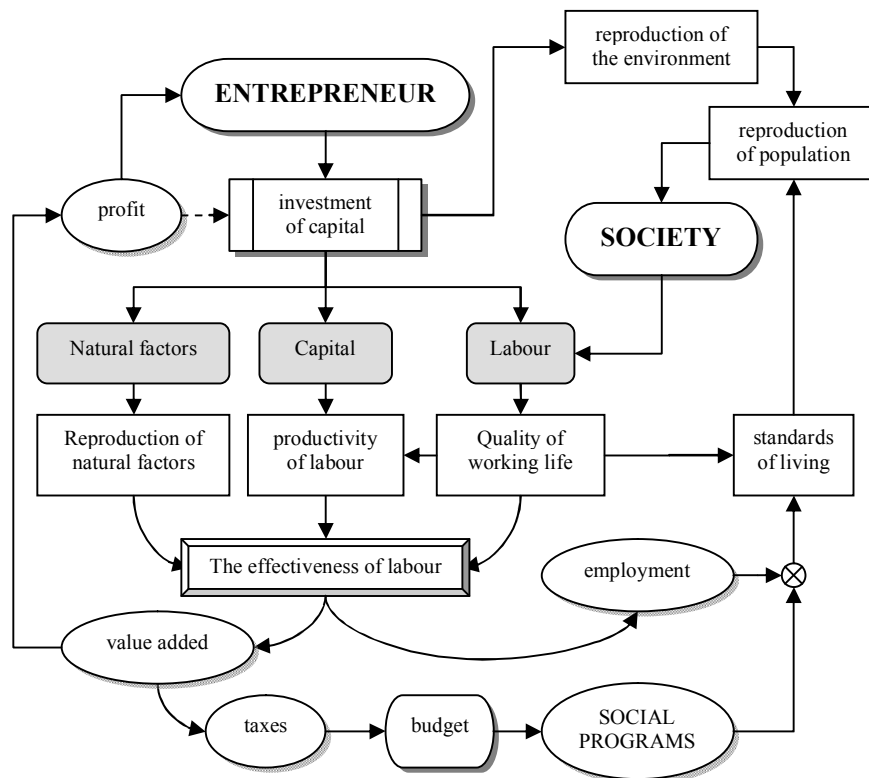 reproduction of
the environment
ENTREPRENEUR
reproduction
of population
profit
investment
of capital
SOCIETY
Natural factors
Capital
Labour
Reproduction of
natural factors
productivity
of labour
Quality of
working life
standards
of living
The effectiveness of labour
employment
value added
taxes
budget
SOCIAL
PROGRAMS